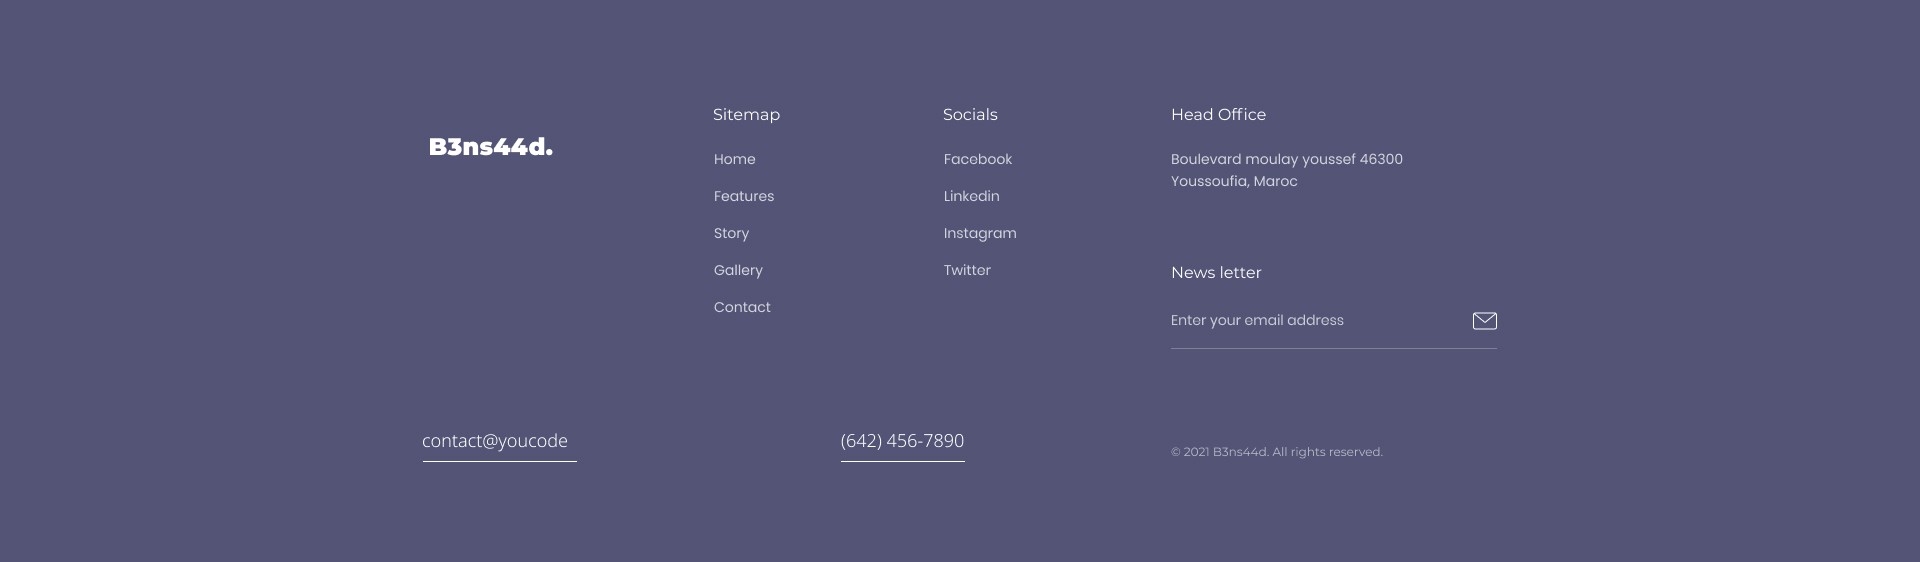 B3ns44d.
Sitemap
Home
Features
Story
Gallery
Contact
Socials
Facebook
Linkedin
Instagram
Twitter
Head Office
Boulevard moulay youssef 46300
Youssoufia, Maroc
News letter
Enter your email address
contact@youcode
(642) 456-7890
© 2021 B3ns44d. All rights reserved.